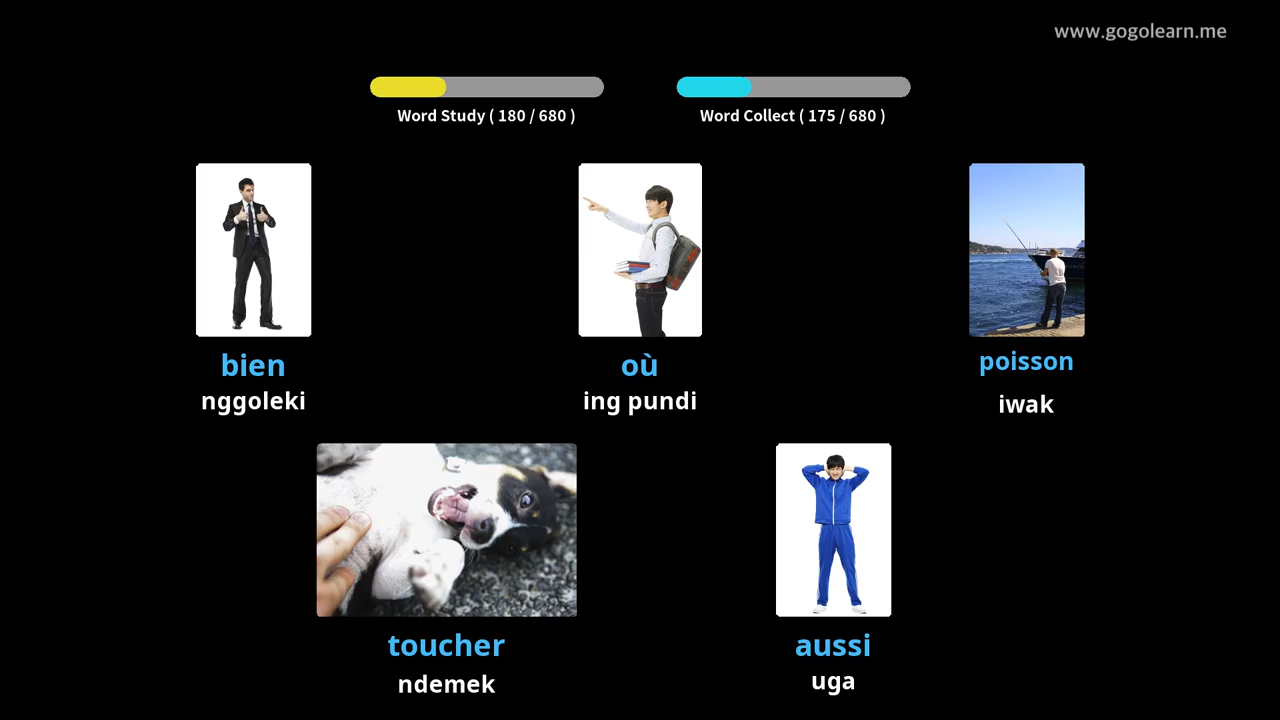 www.gogolearn.me
Word Study ( 180 / 680 )
Word Collect ( 175 / 680 )
bien
nggoleki
où
ing pundi
poisson
iwak
toucher
ndemek
aussi
uga